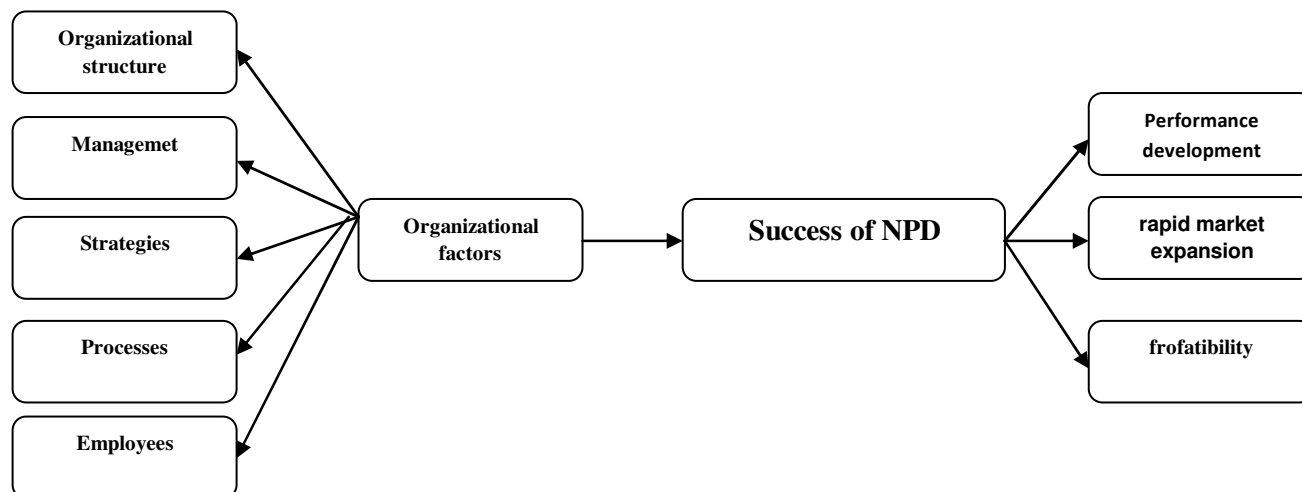 Organizational
structure
Managemet
Strategies
Processes
Employees
Organizational
factors
Success of NPD
Performance
development
rapid market
expansion
frofatibility